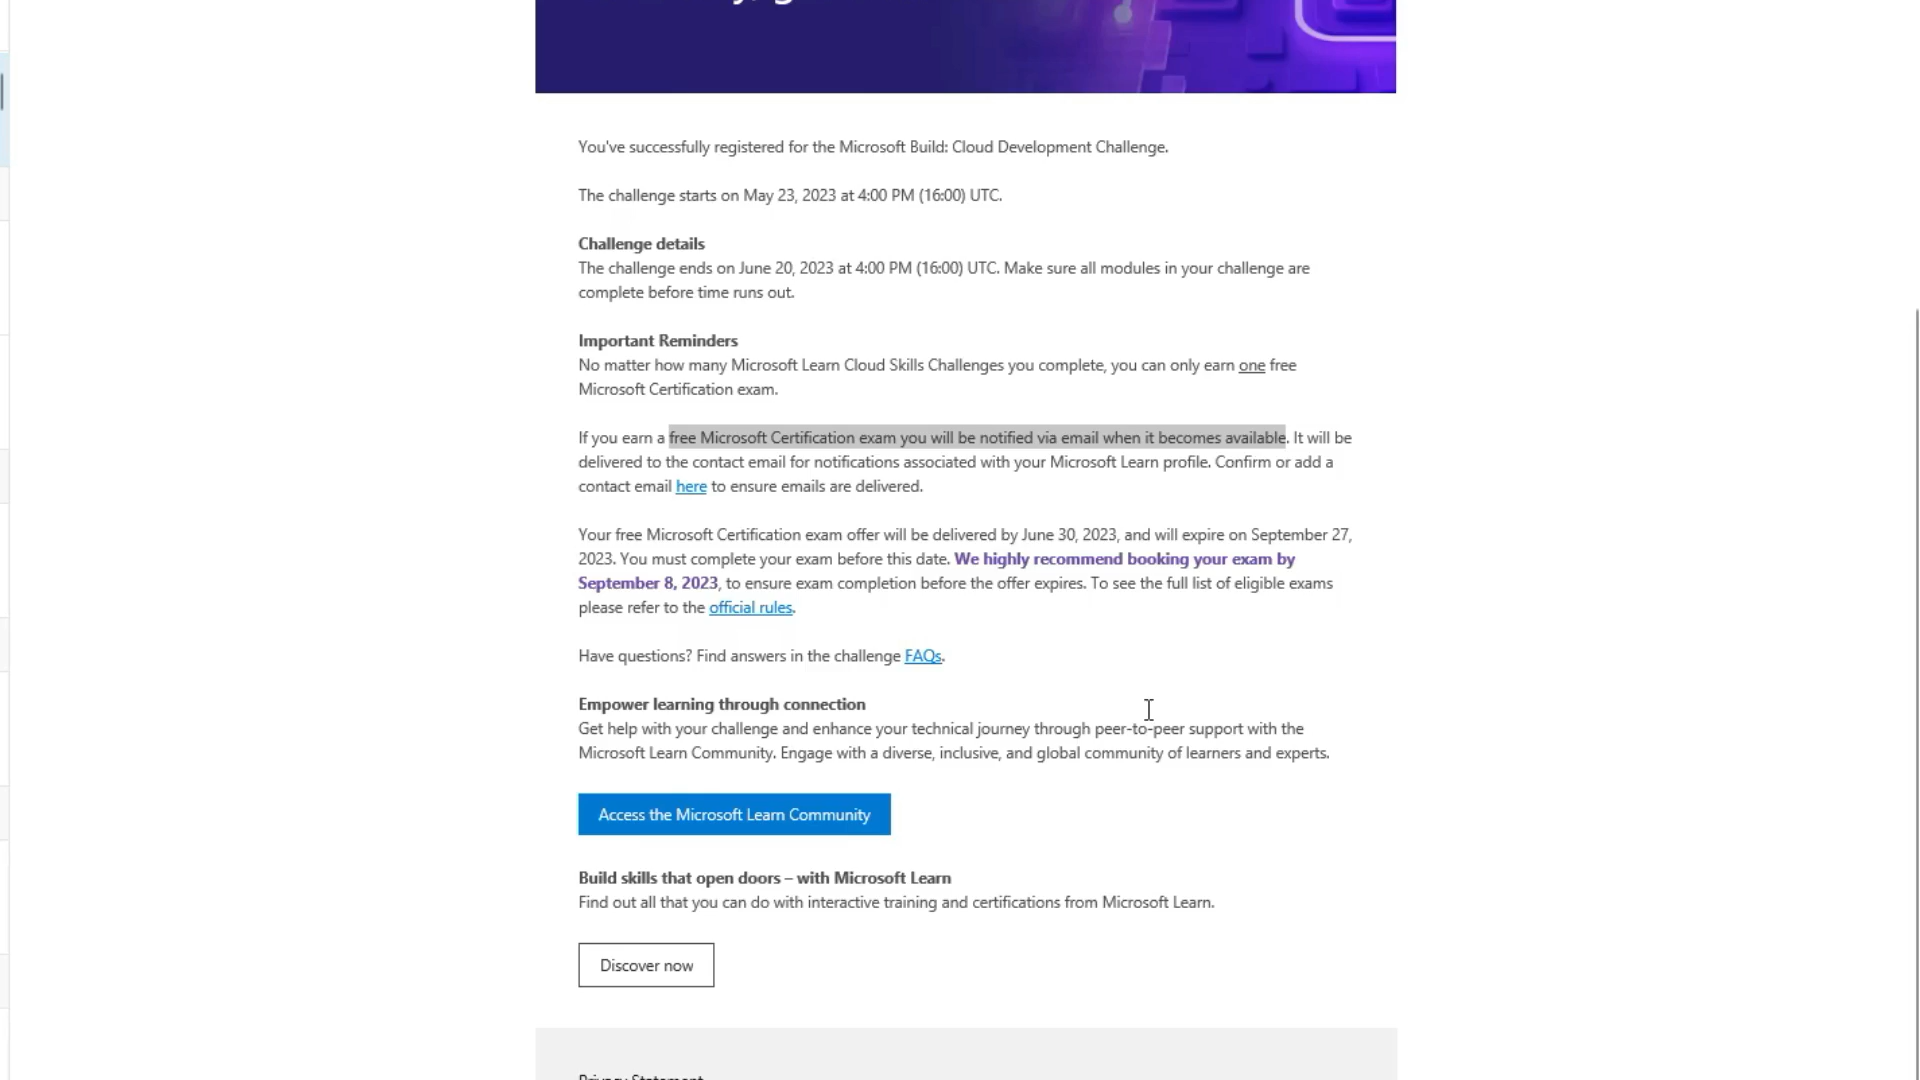 You've successfully registered for the Microsoft Build: Cloud Development Challenge.
The challenge starts on May 23, 2023 at 4:00 PM (16:00) UTC.
Challenge details
The challenge ends on June 20, 2023 at 4:00 PM (16:00) UTC. Make sure all modules in your challenge are
complete before time runs out.
Important Reminders
No matter how many Microsoft Learn Cloud Skills Challenges you complete, you can only earn one free
Microsoft Certification exam.
If you earn a free Microsoft Certification exam you will be notified via email when it becomes available. It will be
delivered to the contact email for notifications associated with your Microsoft Learn profile. Confirm or add a
contact email here to ensure emails are delivered.
Your free Microsoft Certification exam offer will be delivered by June 30, 2023, and will expire on September 27,
2023. You must complete your exam before this date. We highly recommend booking your exam by
September 8, 2023, to ensure exam completion before the offer expires. To see the full list of eligible exams
please refer to the official rules.
Have questions? Find answers in the challenge FAQs.
Empower learning through connection
Get help with your challenge and enhance your technical journey through peer-to-peer support with the
Microsoft Learn Community. Engage with a diverse, inclusive, and global community of learners and experts.
Access the Microsoft Learn Community
Build skills that open doors – with Microsoft Learn
Find out all that you can do with interactive training and certifications from Microsoft Learn.
Discover now
Privacy Statement